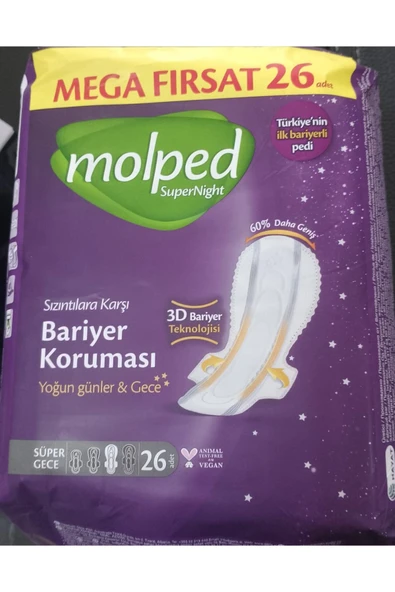 MEGA FIRSAT 26 adet
molped
SuperNight
Türkiye'nin
ilk bariyerli
pedi
60% Daha Geniş
Sızıntılara Karşı
Bariyer
Koruması
Yoğun günler & Gece
3D Bariyer
Teknolojisi
SÜPER
GECE
26 adet
ANIMAL
TEST-FREE
VEGAN